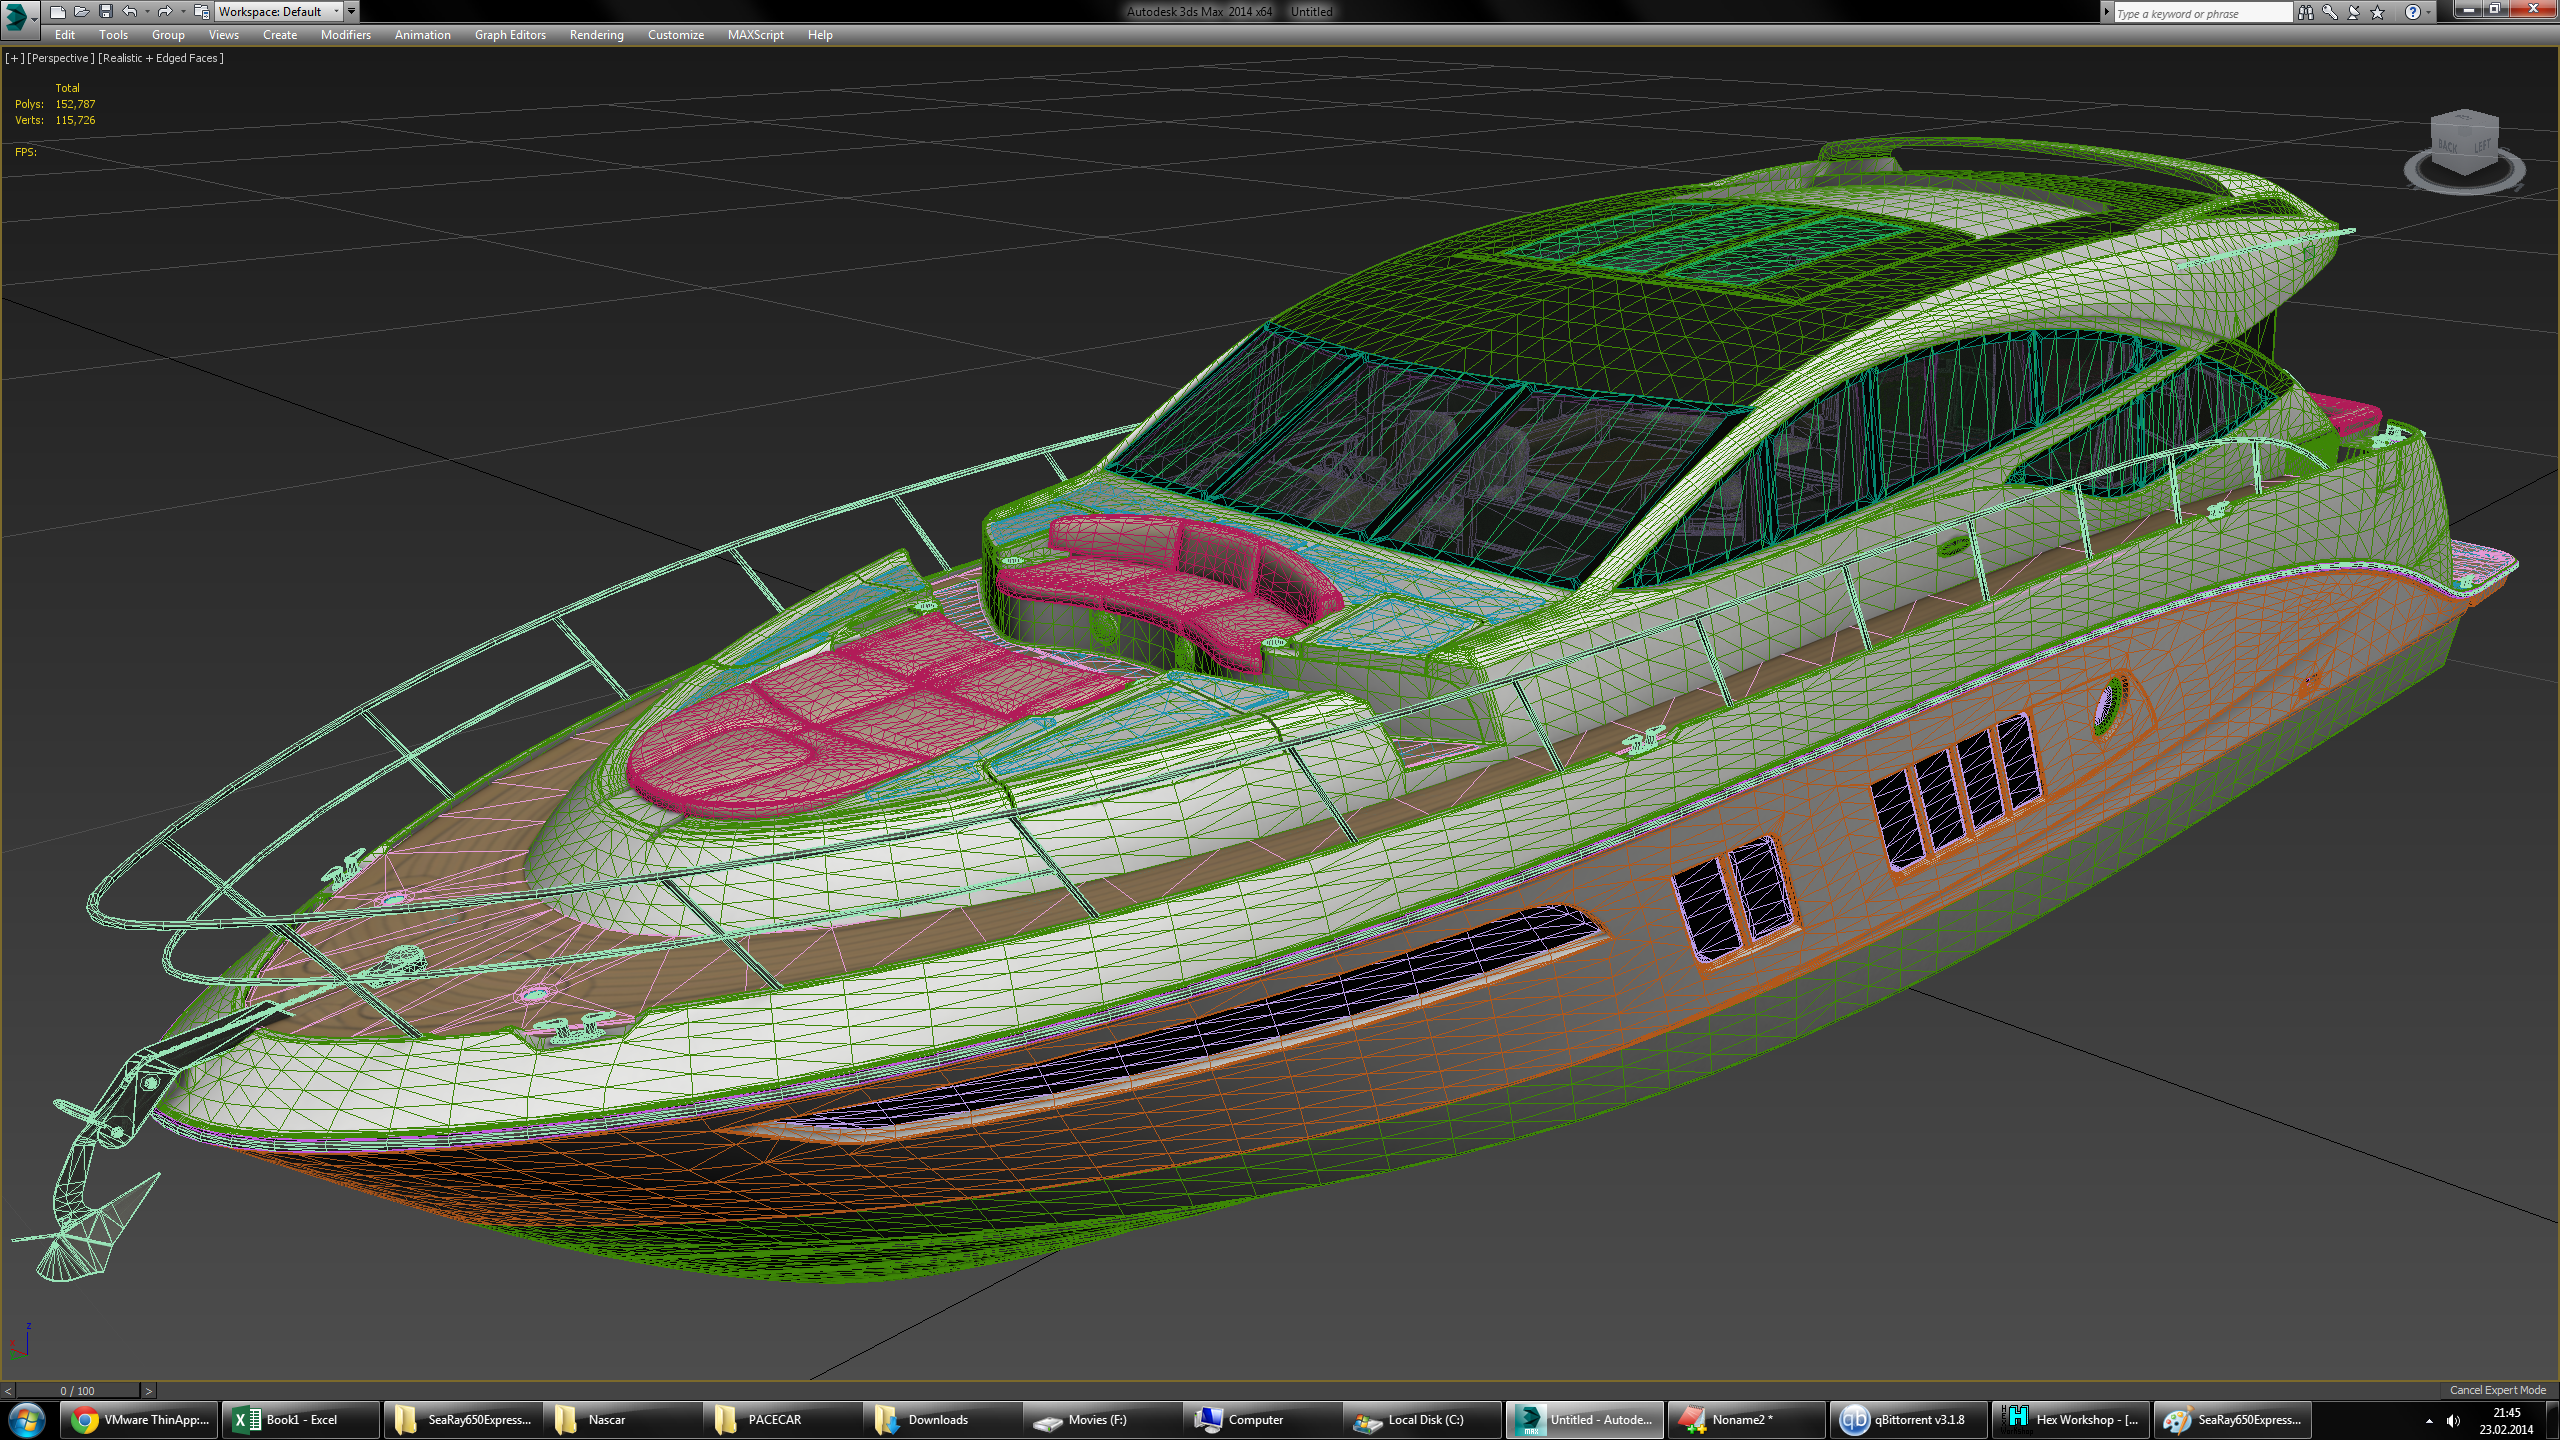 Workspace: Default
Autodesk 3ds Max 2014 x64 Untitled
Type a keyword or phrase
Edit Tools Group Views Create Modifiers Animation Graph Editors Rendering Customize MAXScript Help
[+] [Perspective] [Realistic + Edged Faces]
Total
Polys: 152,787
Verts: 115,726
FPS:
BACK LEFT
z
< 0 / 100 >
Cancel Expert Mode
VMware ThinApp:...
Book1 - Excel
SeaRay650Express...
Nascar
PACECAR
Downloads
Movies (F:)
Computer
Local Disk (C:)
MAX
Untitled - Autode...
Noname2 *
qb
qBittorrent v3.1.8
H
Hex Workshop - [...
SeaRay650Express...
21:45
23.02.2014